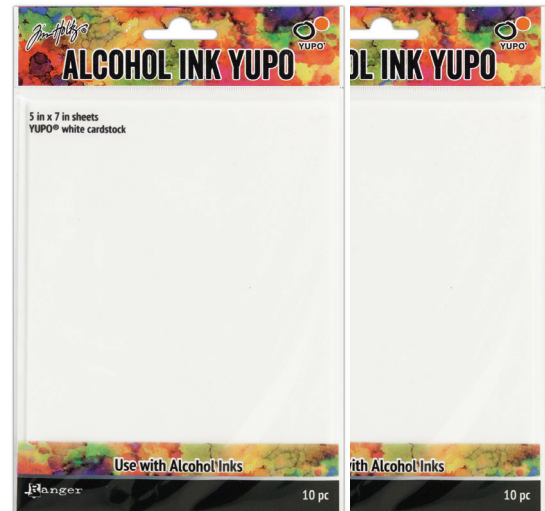 Tim Holtz®
YUPO®
ALCOHOL INK YUPO
5 in x 7 in sheets
YUPO® white cardstock
Use with Alcohol Inks
Ranger
10 pc
YUPO®
OL INK YUPO
ith Alcohol Inks
10 pc